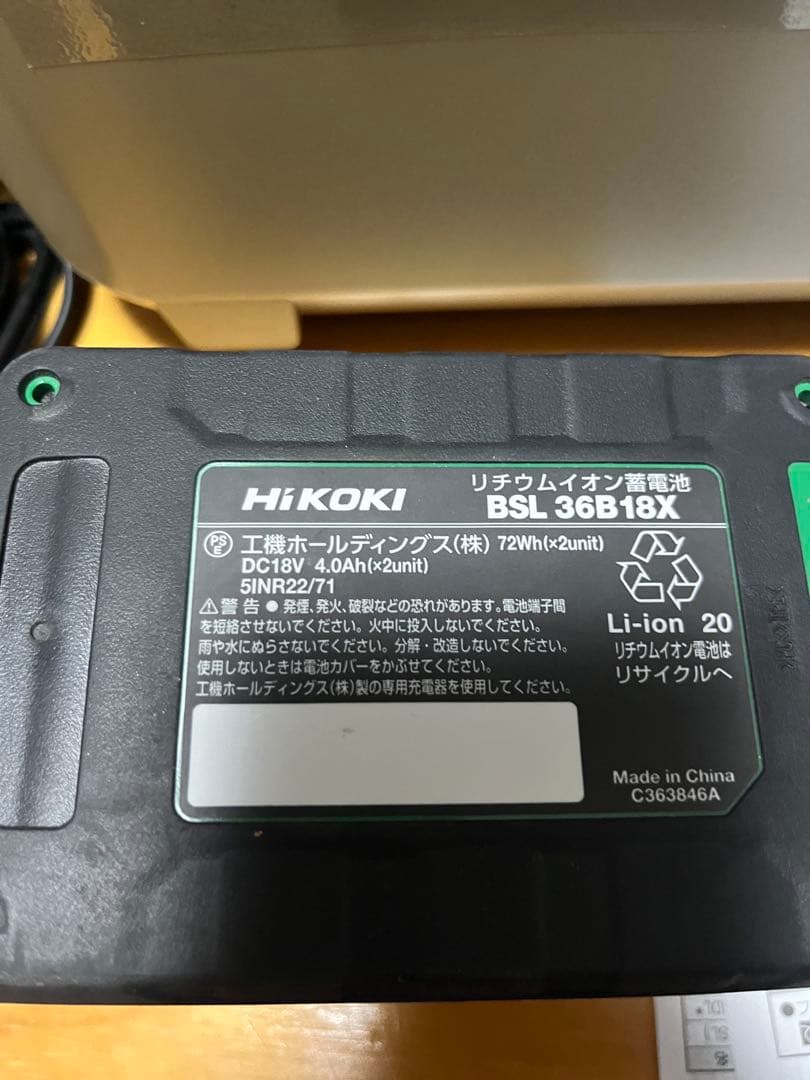 HiKOKI
リチウムイオン蓄電池
BSL 36B18X
PS
E
工機ホールディングス(株) 72Wh(×2unit)
DC18V 4.0Ah(×2unit)
5INR22/71
⚠警告 ● 発煙、発火、破裂などの恐れがあります。電池端子間
を短絡させないでください。火中に投入しないでください。
雨や水にぬらさないでください。分解・改造しないでください。
使用しないときは電池カバーをかぶせてください。
工機ホールディングス(株)製の専用充電器を使用してください。
Li-ion 20
リチウムイオン電池は
リサイクルへ
Made in China
C363846A